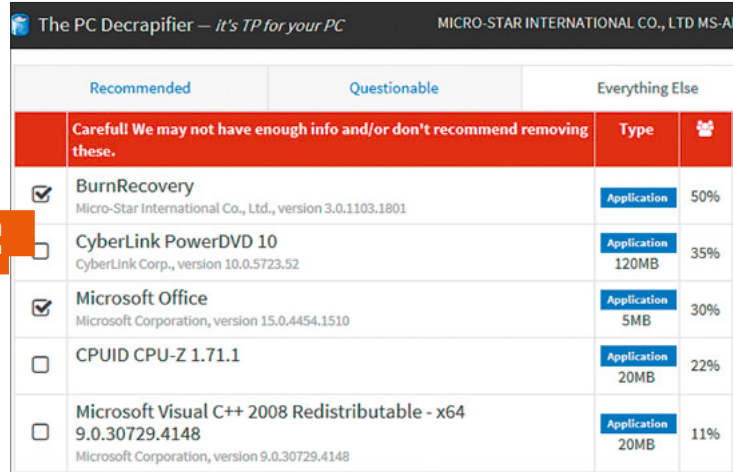 The PC Decrapifier — it's TP for your PC MICRO-STAR INTERNATIONAL CO., LTD
Recommended Questionable Everything Else
Careful! We may not have enough info and/or don't recommend removing these. Type
BurnRecovery Application 50%
Micro-Star International Co., Ltd., version 3.0.1103.1801
CyberLink PowerDVD 10 Application 35%
CyberLink Corp., version 10.0.5723.52 120MB
Microsoft Office Application 30%
Microsoft Corporation, version 15.0.4454.1510 5MB
CPUID CPU-Z 1.71.1 Application 22%
20MB
Microsoft Visual C++ 2008 Redistributable - x64
9.0.30729.4148 Application 11%
Microsoft Corporation, version 9.0.30729.4148 20MB